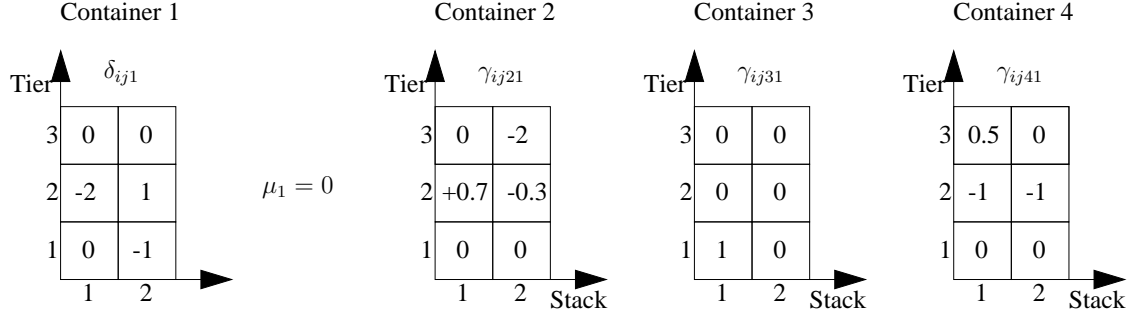 Container 1 Container 2 Container 3 Container 4
Tier δij1 Tier γij21 Tier γij31 Tier γij41
3 0 0 3 0 -2 3 0 0 3 0.5 0
2 -2 1 μ1 = 0 2 +0.7 -0.3 2 0 0 2 -1 -1
1 0 -1 1 0 0 1 1 0 1 0 0
1 2 1 2 Stack 1 2 Stack 1 2 Stack